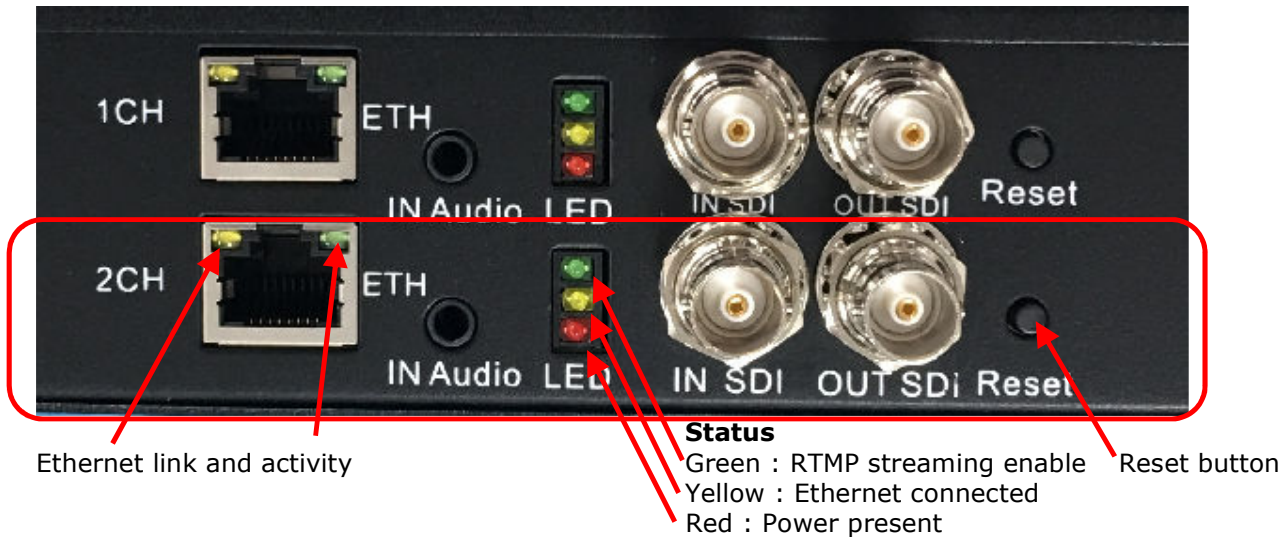 1CH
ETH
IN Audio
LED
IN SDI
OUT SDI
Reset
2CH
ETH
IN Audio
LED
IN SDI
OUT SDi
Reset
Ethernet link and activity
Status
Green : RTMP streaming enable
Yellow : Ethernet connected
Red : Power present
Reset button